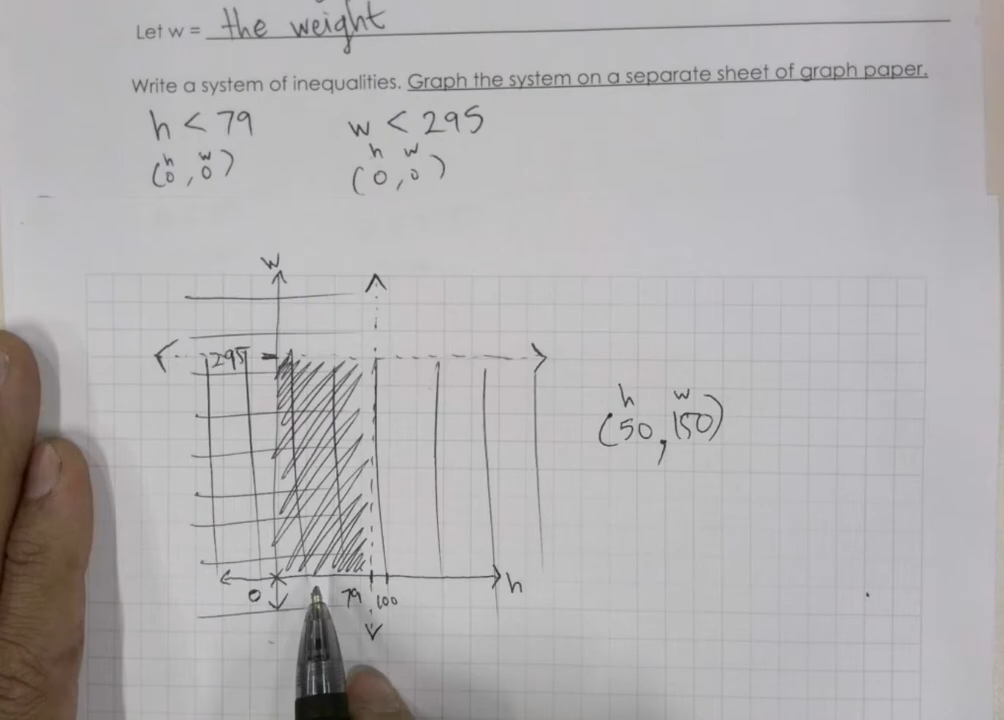 Let w = the weight
Write a system of inequalities. Graph the system on a separate sheet of graph paper.
h < 79 w < 295
h w h w
(0, 0) (0, 0)
w
295
h w
(50, 150)
0 79 100 h